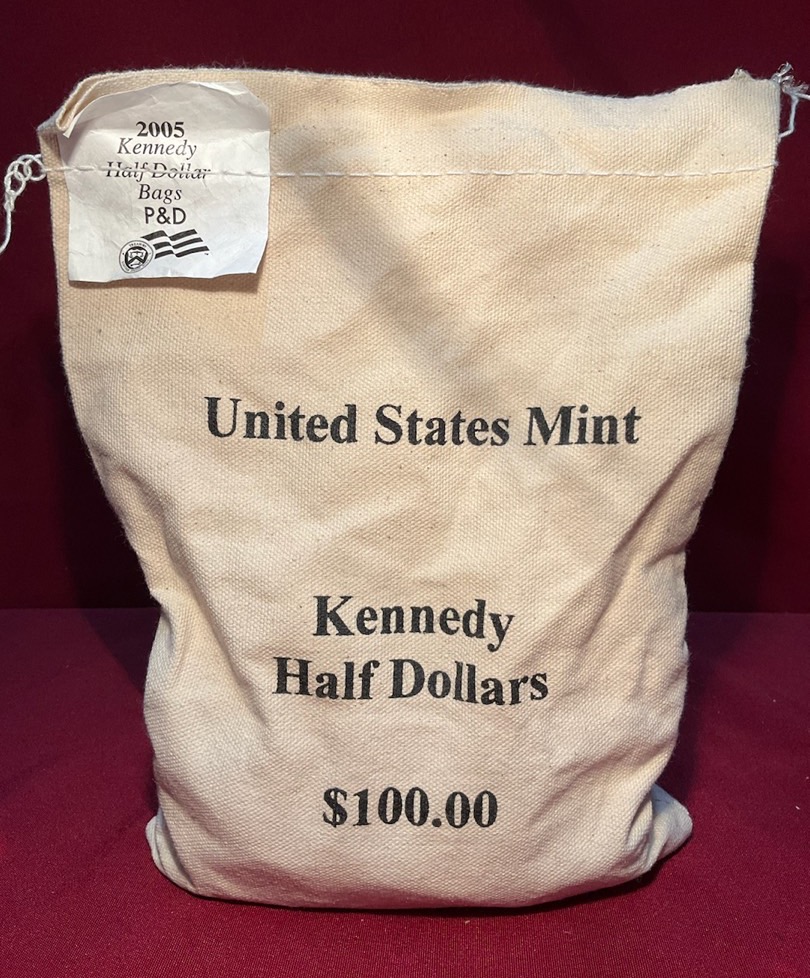 2005
Kennedy
Half Dollar
Bags
P&D
United States Mint
Kennedy
Half Dollars
$100.00